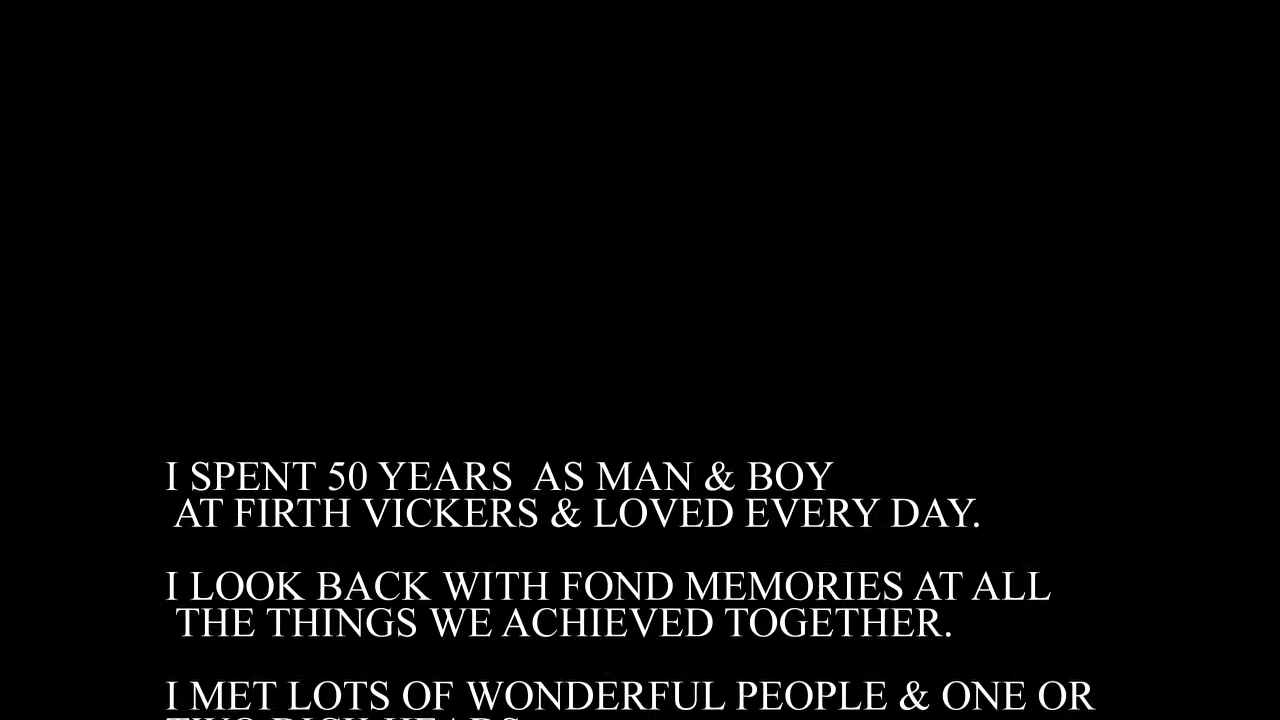 I SPENT 50 YEARS  AS MAN & BOY
AT FIRTH VICKERS & LOVED EVERY DAY.
I LOOK BACK WITH FOND MEMORIES AT ALL
THE THINGS WE ACHIEVED TOGETHER.
I MET LOTS OF WONDERFUL PEOPLE & ONE OR